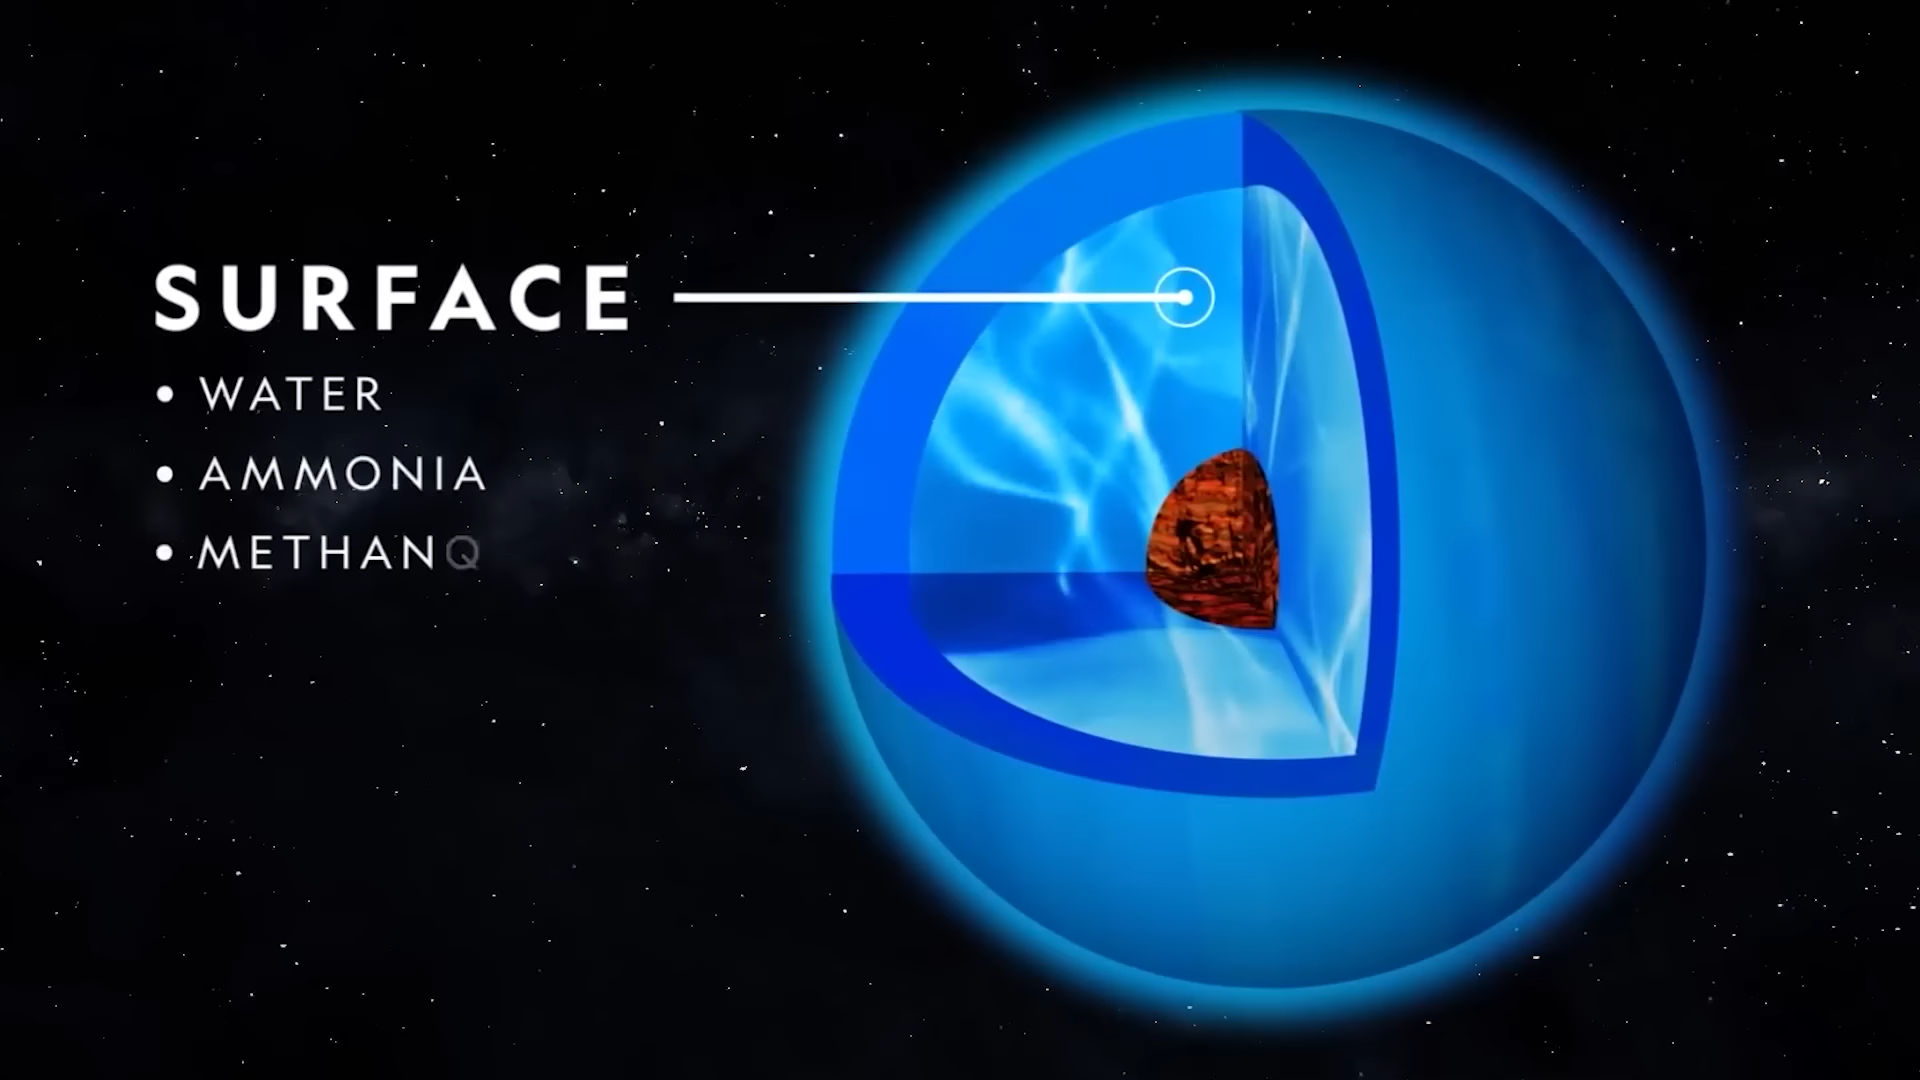 SURFACE
• WATER
• AMMONIA
• METHANQ